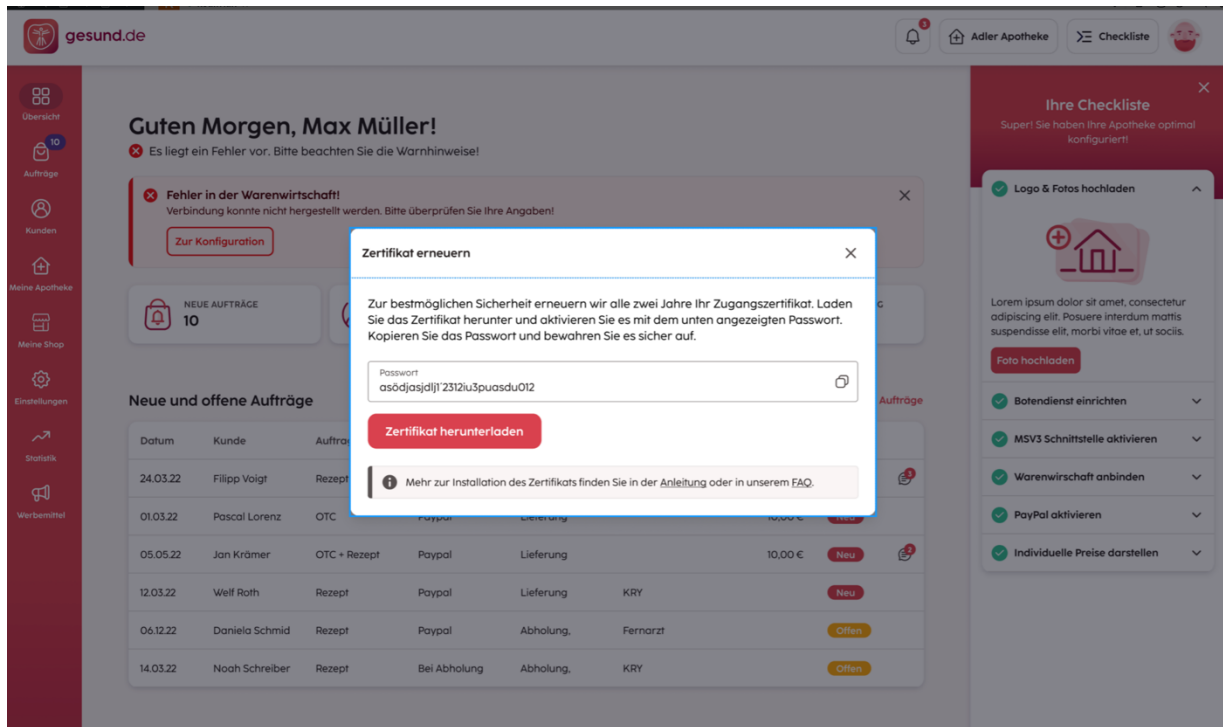 gesund.de
3
Adler Apotheke
Checkliste
Übersicht
10
Aufträge
Kunden
Meine Apotheke
Meine Shop
Einstellungen
Statistik
Werbemittel
Guten Morgen, Max Müller!
Es liegt ein Fehler vor. Bitte beachten Sie die Warnhinweise!
Fehler in der Warenwirtschaft!
Verbindung konnte nicht hergestellt werden. Bitte überprüfen Sie Ihre Angaben!
Zur Konfiguration
NEUE AUFTRÄGE
10
Zertifikat erneuern
Zur bestmöglichen Sicherheit erneuern wir alle zwei Jahre Ihr Zugangszertifikat. Laden
Sie das Zertifikat herunter und aktivieren Sie es mit dem unten angezeigten Passwort.
Kopieren Sie das Passwort und bewahren Sie es sicher auf.
Passwort
asödjasjdlj1´2312iu3puasdu012
Zertifikat herunterladen
Mehr zur Installation des Zertifikats finden Sie in der Anleitung oder in unserem FAQ.
Neue und offene Aufträge
Aufträge
Datum Kunde
24.03.22 Filipp Voigt Rezept 3
01.03.22 Pascal Lorenz OTC Paypal Lieferung 10,00 € Neu
05.05.22 Jan Krämer OTC + Rezept Paypal Lieferung 10,00 € Neu 2
12.03.22 Welf Roth Rezept Paypal Lieferung KRY Neu
06.12.22 Daniela Schmid Rezept Paypal Abholung, Fernarzt Offen
14.03.22 Noah Schreiber Rezept Bei Abholung Abholung, KRY Offen
Ihre Checkliste
Super! Sie haben Ihre Apotheke optimal
konfiguriert!
Logo & Fotos hochladen
Lorem ipsum dolor sit amet, consectetur
adipiscing elit. Posuere interdum mattis
suspendisse elit, morbi vitae et, ut sociis.
Foto hochladen
Botendienst einrichten
MSV3 Schnittstelle aktivieren
Warenwirschaft anbinden
PayPal aktivieren
Individuelle Preise darstellen